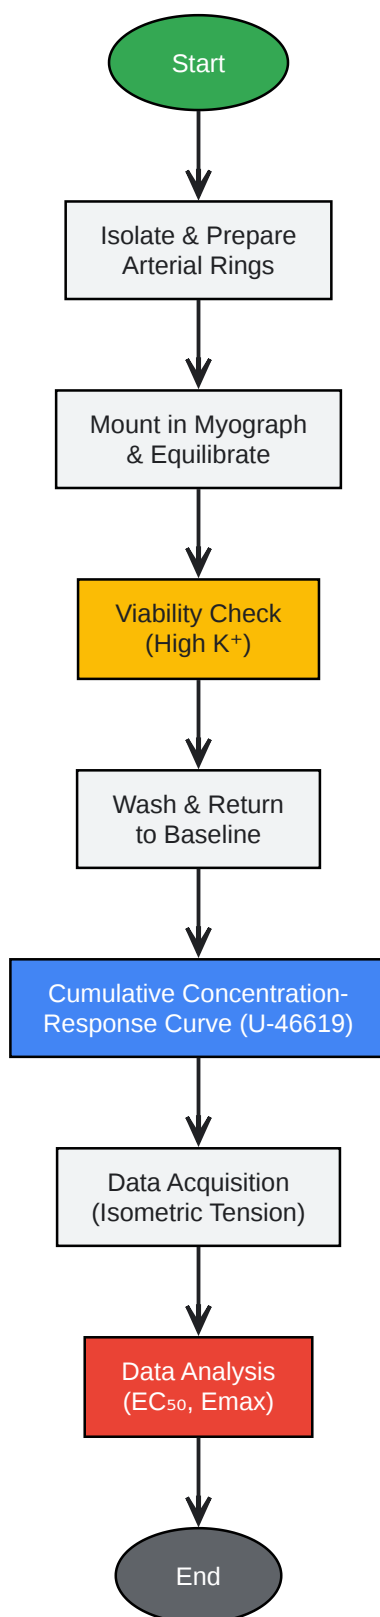 Start
Isolate & Prepare
Arterial Rings
Mount in Myograph
& Equilibrate
Viability Check
(High K⁺)
Wash & Return
to Baseline
Cumulative Concentration-
Response Curve (U-46619)
Data Acquisition
(Isometric Tension)
Data Analysis
(EC₅₀, Emax)
End